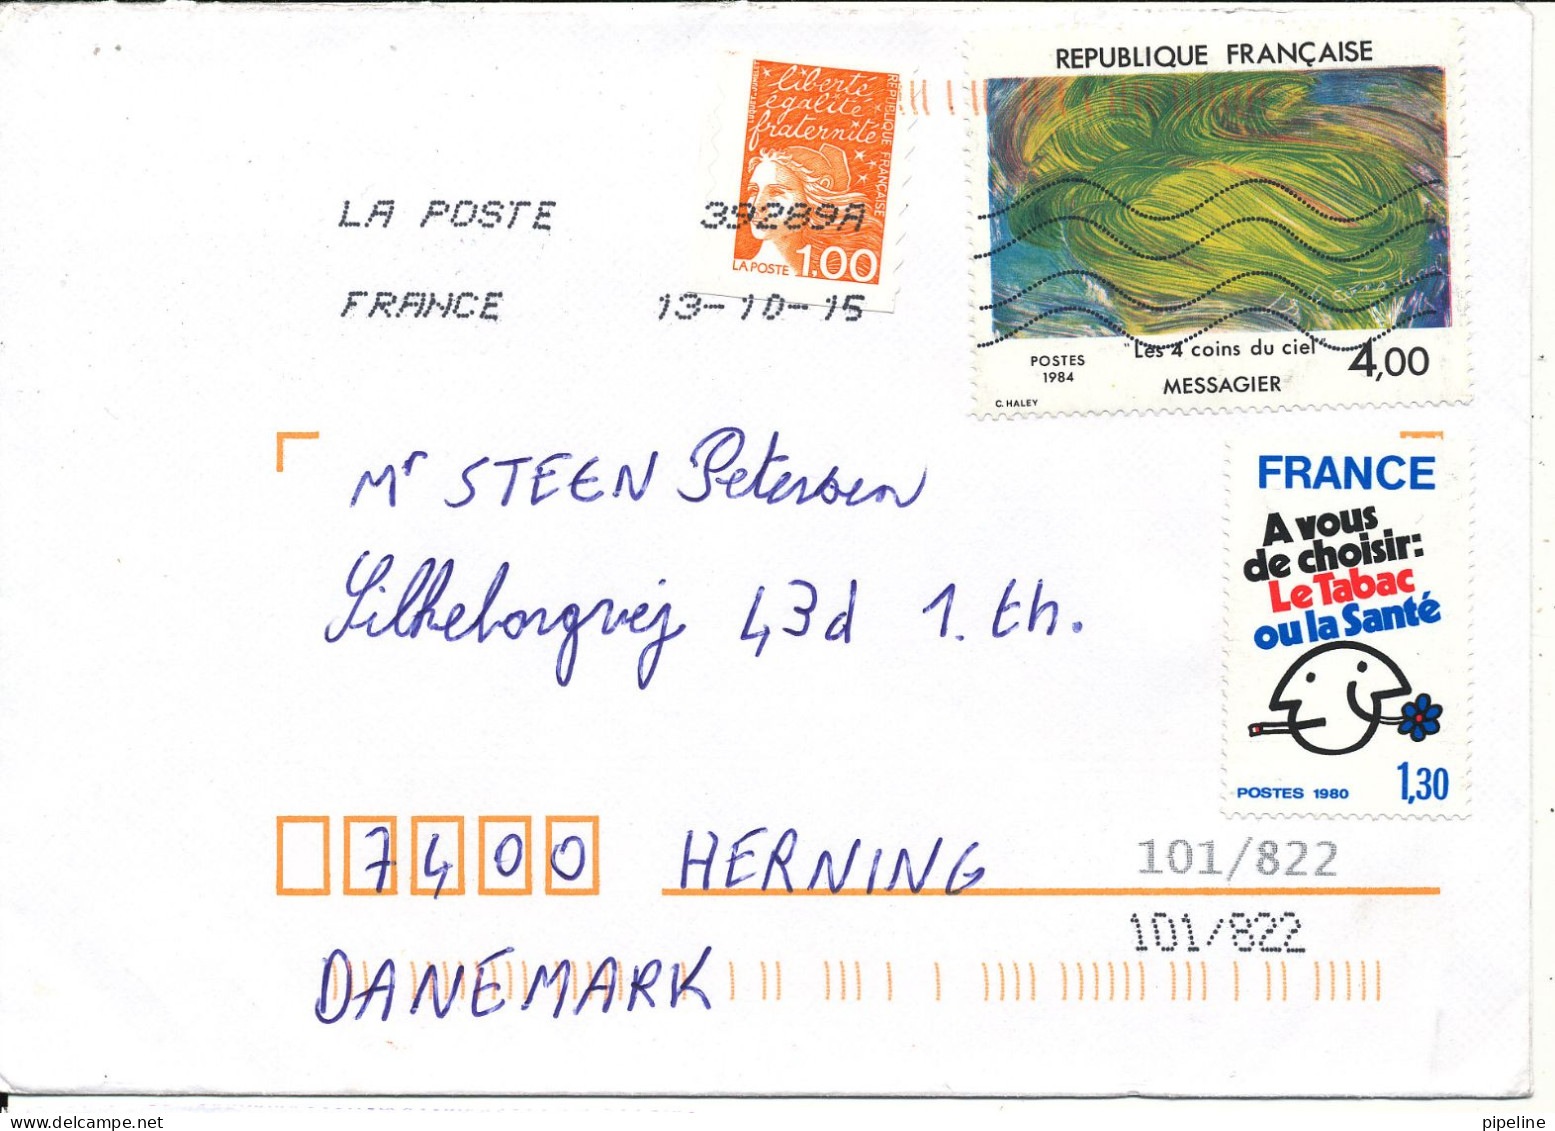 REPUBLIQUE FRANÇAISE
liberté
égalité
fraternité
REPUBLIQUE FRANÇAISE
LA POSTE 1,00
LA POSTE 39289A
FRANCE 13-10-15
"Les 4 coins du ciel"
MESSAGIER
POSTES
1984
4,00
C. HALEY
FRANCE
A vous
de choisir:
Le Tabac
ou la Santé
POSTES 1980 1,30
Mr STEEN Petersen
Silkeborgvej 43d 1. th.
7400 HERNING
101/822
101/822
DANEMARK
pipeline